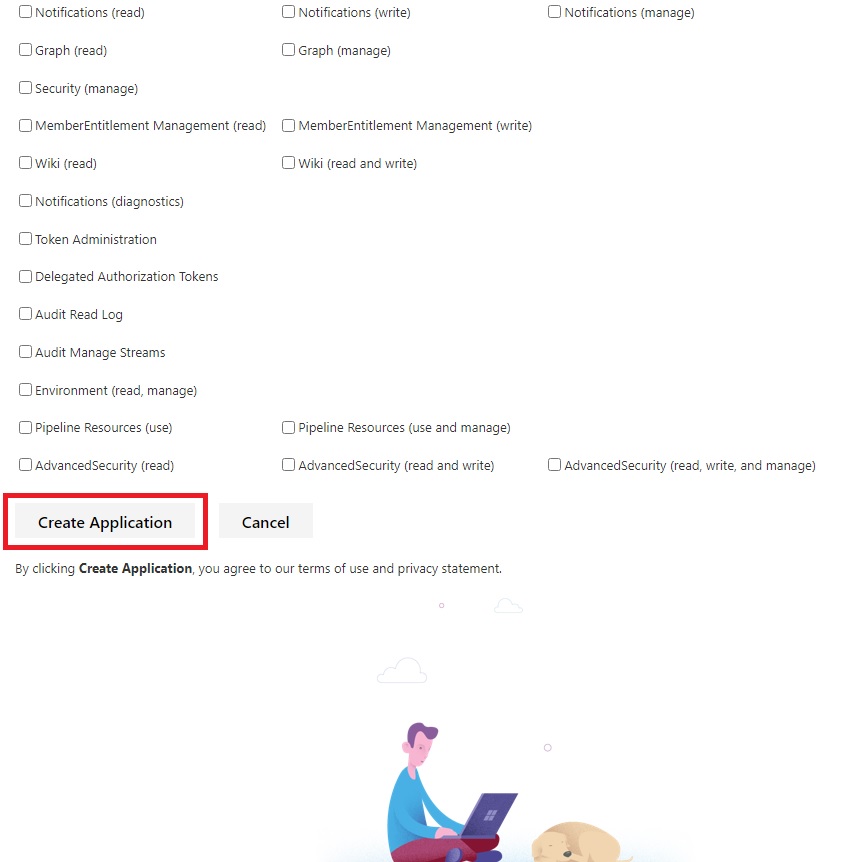 Notifications (read) Notifications (write) Notifications (manage)
Graph (read) Graph (manage)
Security (manage)
MemberEntitlement Management (read) MemberEntitlement Management (write)
Wiki (read) Wiki (read and write)
Notifications (diagnostics)
Token Administration
Delegated Authorization Tokens
Audit Read Log
Audit Manage Streams
Environment (read, manage)
Pipeline Resources (use) Pipeline Resources (use and manage)
AdvancedSecurity (read) AdvancedSecurity (read and write) AdvancedSecurity (read, write, and manage)
Create Application Cancel
By clicking Create Application, you agree to our terms of use and privacy statement.